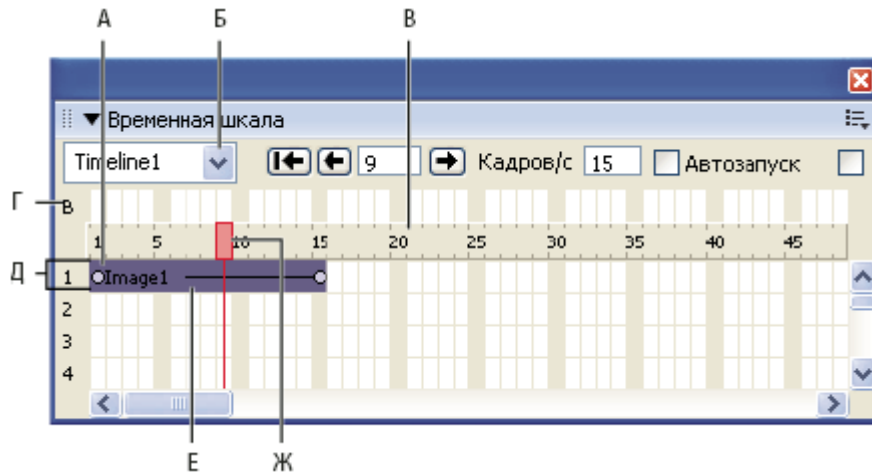 А Б В
Временная шкала
Timeline1 9 Кадров/с 15 Автозапуск
Г В
1 5 10 15 20 25 30 35 40 45
Д 1 Image1
2
3
4
Е Ж